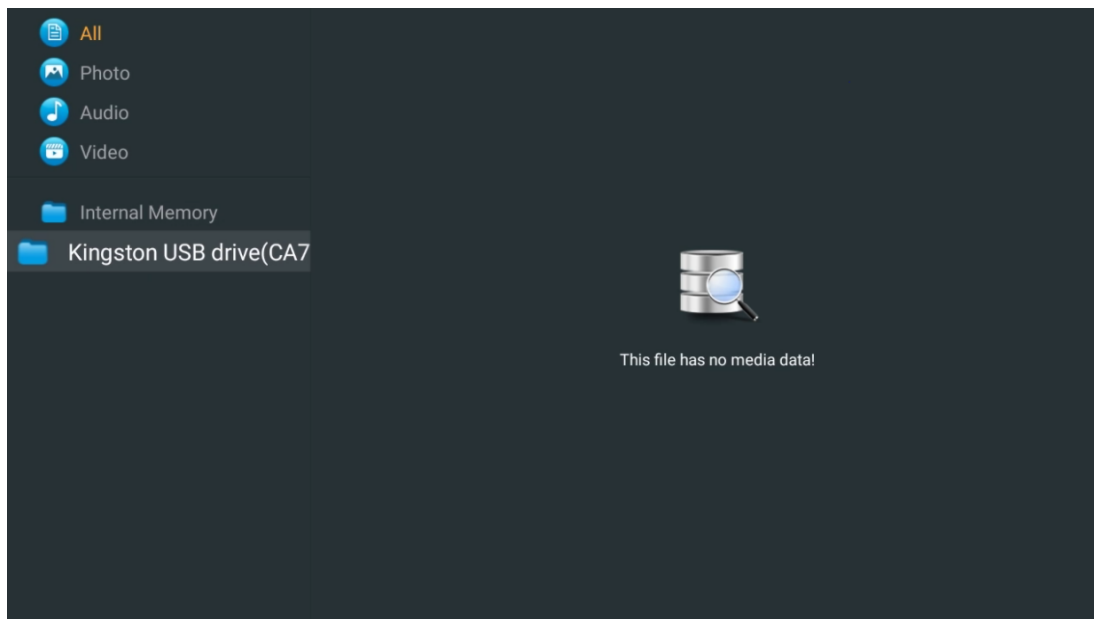 All
Photo
Audio
Video
Internal Memory
Kingston USB drive(CA7
This file has no media data!